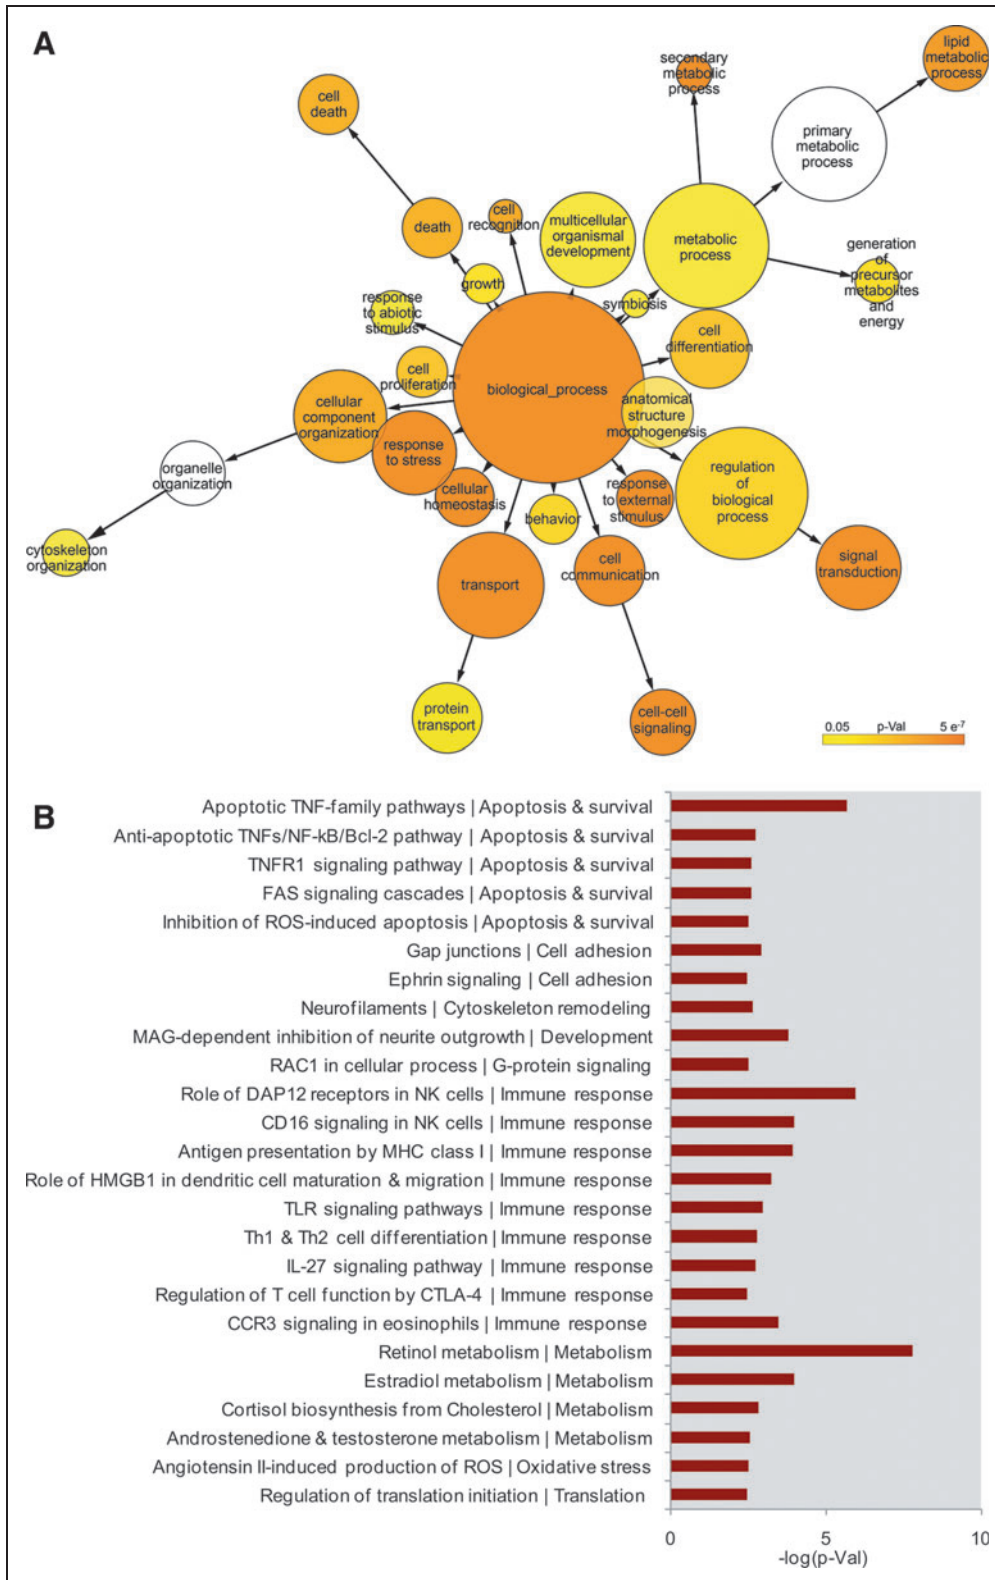 A
cell
death
secondary
metabolic
process
lipid
metabolic
process
primary
metabolic
process
death
cell
recognition
multicellular
organismal
development
metabolic
process
generation
of
precursor
metabolites
and
energy
growth
response
to abiotic
stimulus
symbiosis
cell
differentiation
cell
proliferation
biological_process
cellular
component
organization
anatomical
structure
morphogenesis
response
to stress
organelle
organization
cellular
homeostasis
response
to external
stimulus
regulation
of
biological
process
behavior
cytoskeleton
organization
transport
cell
communication
signal
transduction
protein
transport
cell-cell
signaling
0.05 p-Val 5 e-7
B
Apoptotic TNF-family pathways | Apoptosis & survival
Anti-apoptotic TNFs/NF-kB/Bcl-2 pathway | Apoptosis & survival
TNFR1 signaling pathway | Apoptosis & survival
FAS signaling cascades | Apoptosis & survival
Inhibition of ROS-induced apoptosis | Apoptosis & survival
Gap junctions | Cell adhesion
Ephrin signaling | Cell adhesion
Neurofilaments | Cytoskeleton remodeling
MAG-dependent inhibition of neurite outgrowth | Development
RAC1 in cellular process | G-protein signaling
Role of DAP12 receptors in NK cells | Immune response
CD16 signaling in NK cells | Immune response
Antigen presentation by MHC class I | Immune response
Role of HMGB1 in dendritic cell maturation & migration | Immune response
TLR signaling pathways | Immune response
Th1 & Th2 cell differentiation | Immune response
IL-27 signaling pathway | Immune response
Regulation of T cell function by CTLA-4 | Immune response
CCR3 signaling in eosinophils | Immune response
Retinol metabolism | Metabolism
Estradiol metabolism | Metabolism
Cortisol biosynthesis from Cholesterol | Metabolism
Androstenedione & testosterone metabolism | Metabolism
Angiotensin II-induced production of ROS | Oxidative stress
Regulation of translation initiation | Translation
0 5 10
-log(p-Val)